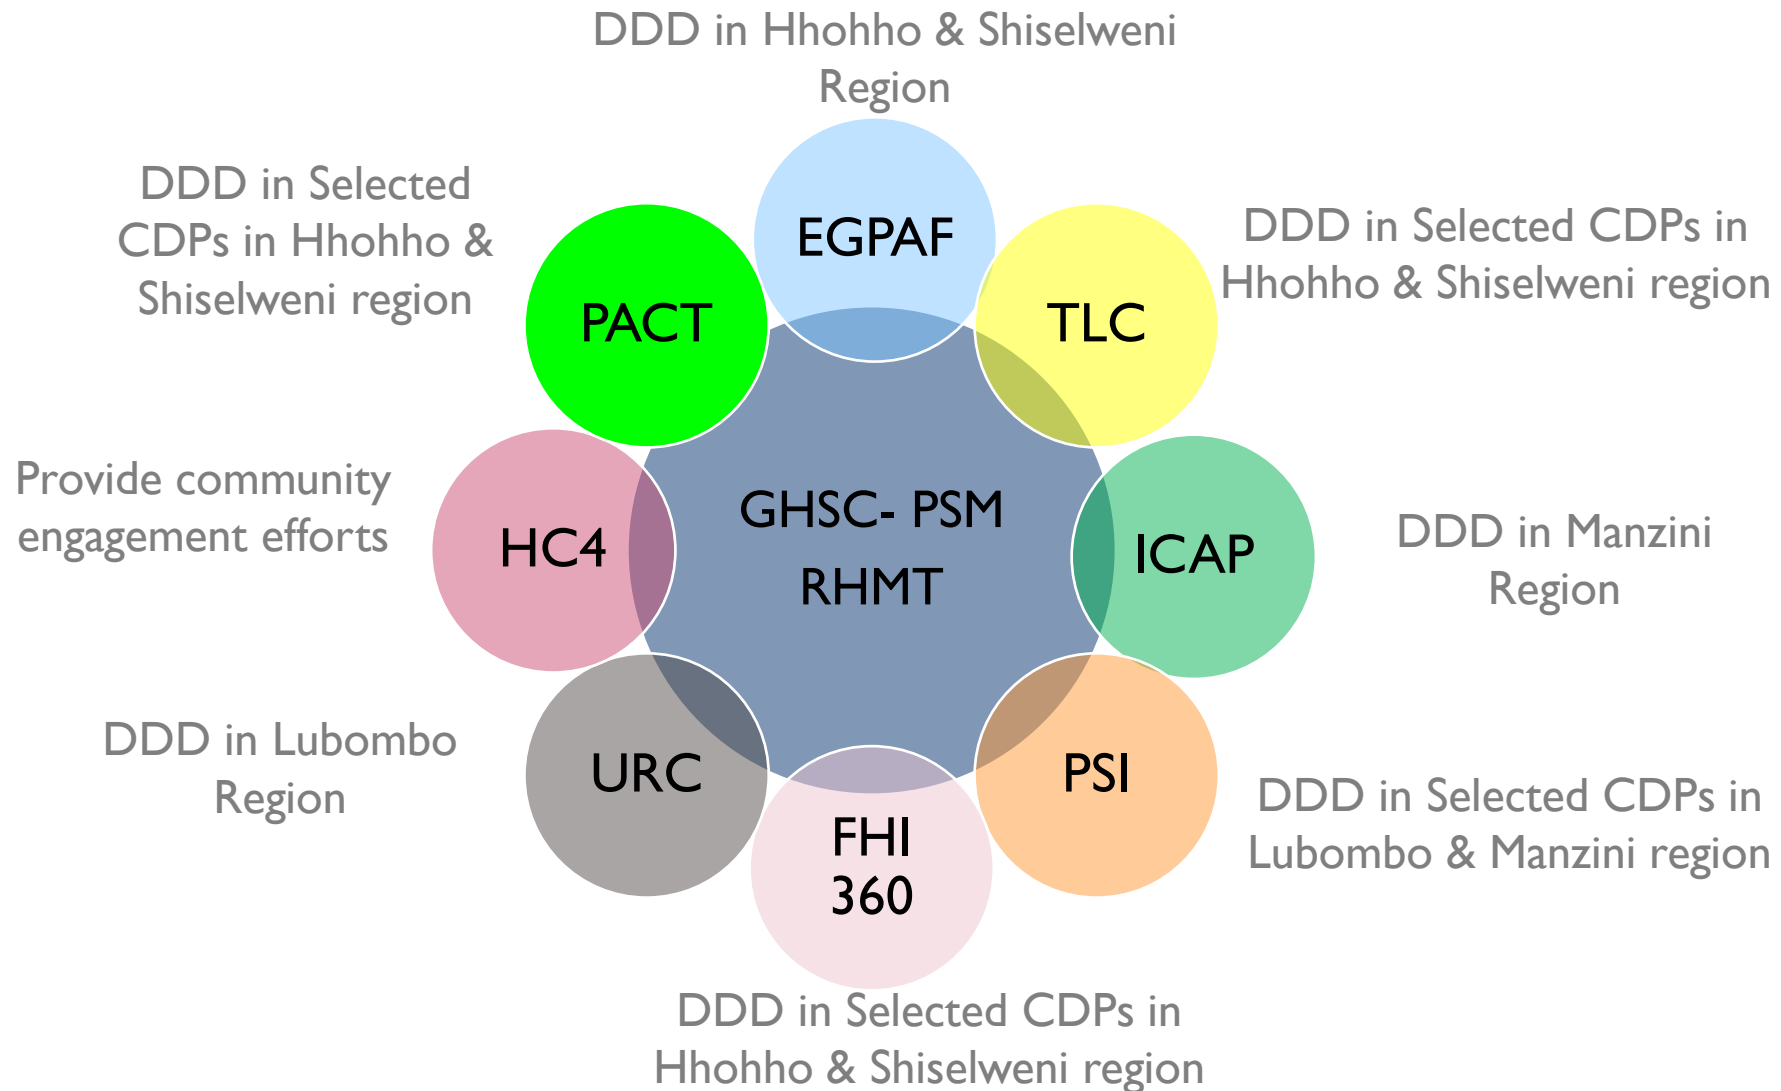 DDD in Hhohho & Shiselweni
Region
EGPAF
DDD in Selected
CDPs in Hhohho &
Shiselweni region
PACT
TLC
DDD in Selected CDPs in
Hhohho & Shiselweni region
Provide community
engagement efforts
HC4
GHSC- PSM
RHMT
ICAP
DDD in Manzini
Region
DDD in Lubombo
Region
URC
PSI
DDD in Selected CDPs in
Lubombo & Manzini region
FHI
360
DDD in Selected CDPs in
Hhohho & Shiselweni region